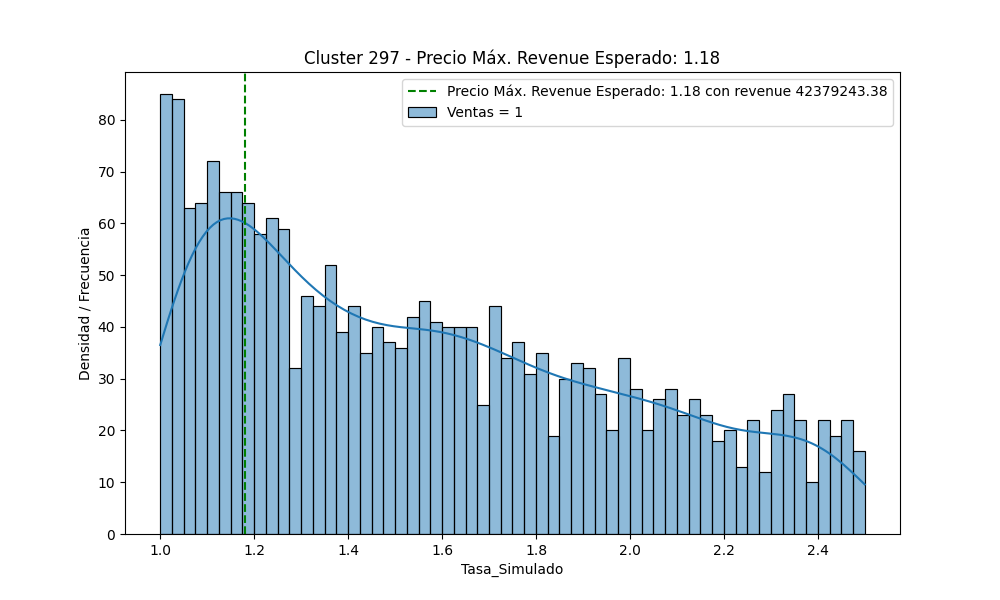 Cluster 297 - Precio Máx. Revenue Esperado: 1.18
Precio Máx. Revenue Esperado: 1.18 con revenue 42379243.38
Ventas = 1
Densidad / Frecuencia
80
70
60
50
40
30
20
10
0
1.0 1.2 1.4 1.6 1.8 2.0 2.2 2.4
Tasa_Simulado